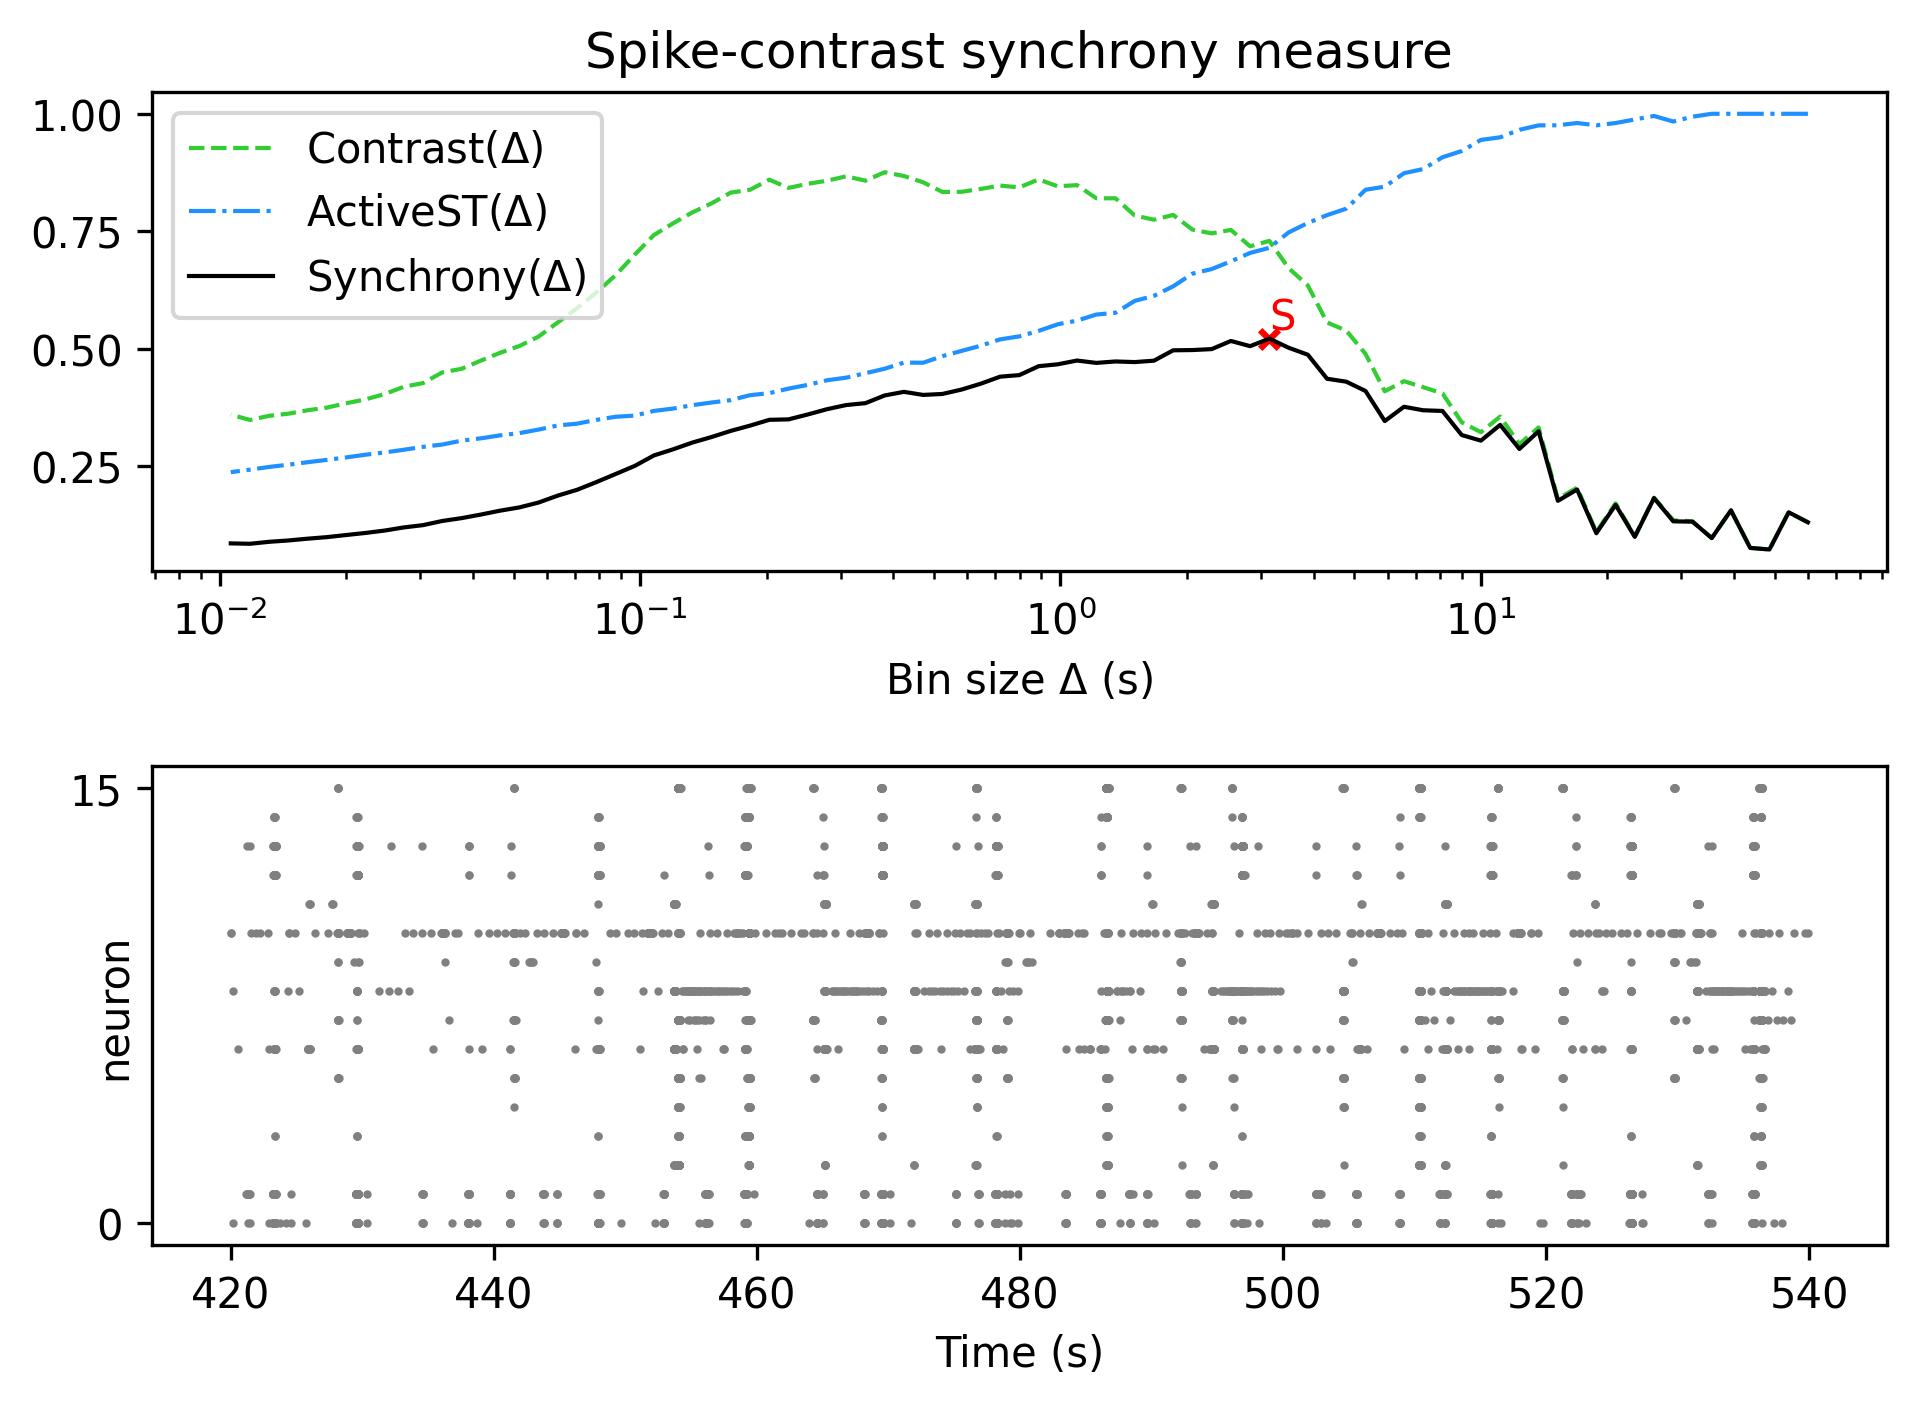 Spike-contrast synchrony measure
1.00
0.75
0.50
0.25
Contrast(Δ)
ActiveST(Δ)
Synchrony(Δ)
S
10⁻² 10⁻¹ 10⁰ 10¹
Bin size Δ (s)
15
0
neuron
420 440 460 480 500 520 540
Time (s)